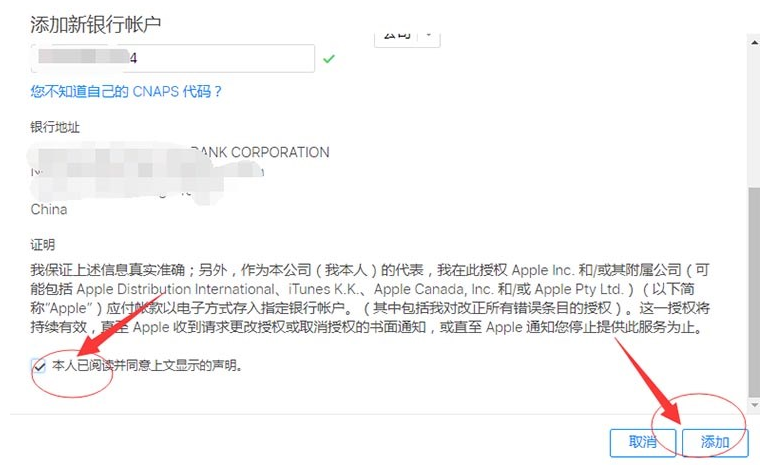 添加新银行帐户
公司
4
您不知道自己的 CNAPS 代码？
银行地址
BANK CORPORATION
China
证明
我保证上述信息真实准确；另外，作为本公司（我本人）的代表，我在此授权 Apple Inc. 和/或其附属公司（可
能包括 Apple Distribution International、iTunes K.K.、Apple Canada, Inc. 和/或 Apple Pty Ltd.）（以下简
称“Apple”）应付帐款以电子方式存入指定银行帐户。（其中包括我对改正所有错误条目的授权）。这一授权将
持续有效，直至 Apple 收到请求更改授权或取消授权的书面通知，或直至 Apple 通知您停止提供此服务为止。
本人已阅读并同意上文显示的声明。
取消
添加